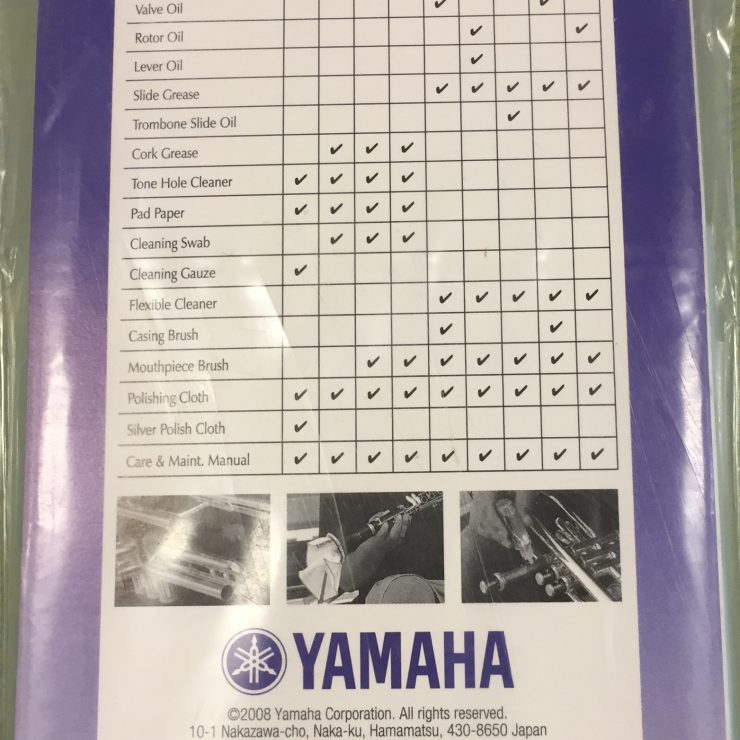 Valve Oil ✔ ✔
Rotor Oil ✔ ✔
Lever Oil ✔
Slide Grease ✔ ✔ ✔ ✔ ✔
Trombone Slide Oil ✔
Cork Grease ✔ ✔ ✔
Tone Hole Cleaner ✔ ✔ ✔ ✔
Pad Paper ✔ ✔ ✔ ✔
Cleaning Swab ✔ ✔ ✔
Cleaning Gauze ✔
Flexible Cleaner ✔ ✔ ✔ ✔ ✔
Casing Brush ✔ ✔
Mouthpiece Brush ✔ ✔ ✔ ✔ ✔ ✔ ✔
Polishing Cloth ✔ ✔ ✔ ✔ ✔ ✔ ✔ ✔ ✔
Silver Polish Cloth ✔
Care & Maint. Manual ✔ ✔ ✔ ✔ ✔ ✔ ✔ ✔ ✔
YAMAHA
©2008 Yamaha Corporation. All rights reserved.
10-1 Nakazawa-cho, Naka-ku, Hamamatsu, 430-8650 Japan